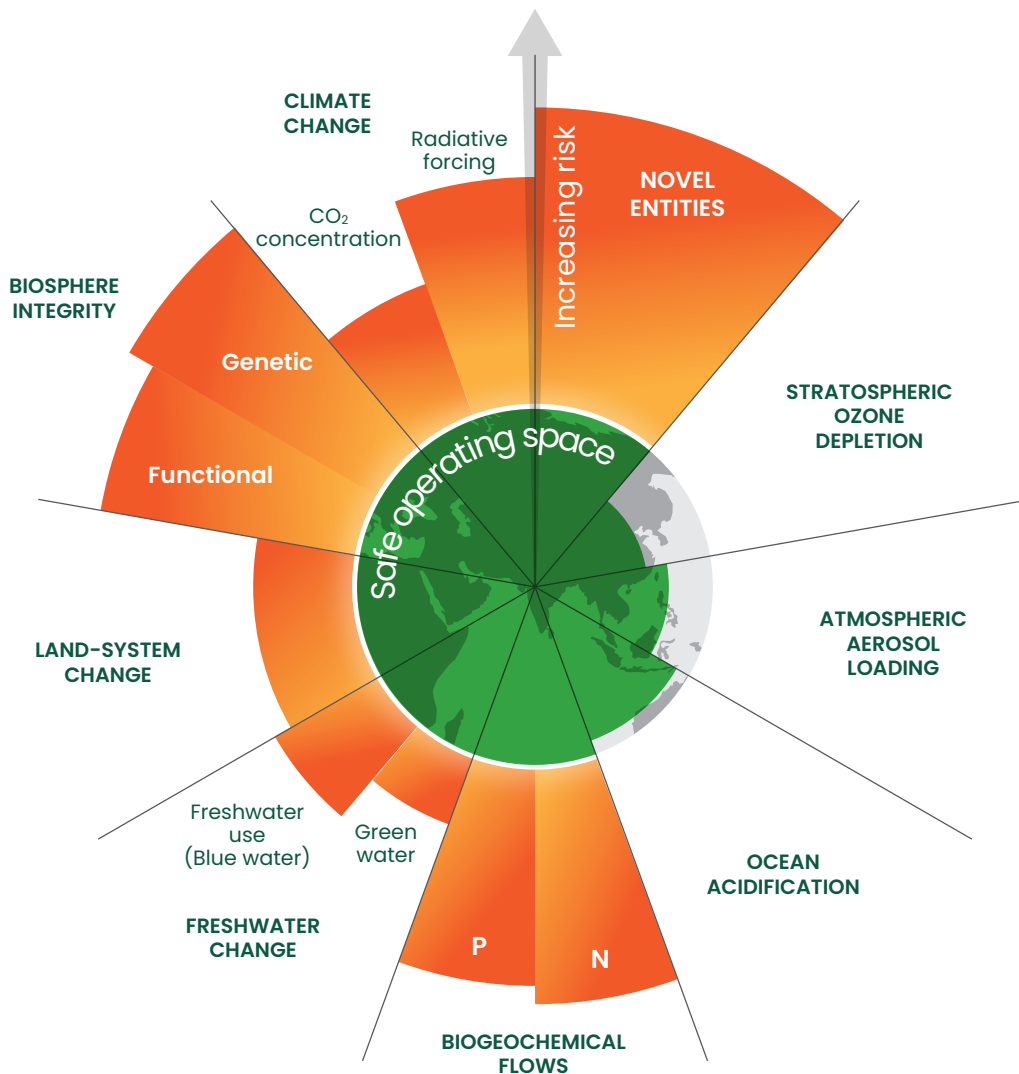 CLIMATE
CHANGE
Radiative
forcing
CO₂
concentration
Increasing risk
NOVEL
ENTITIES
BIOSPHERE
INTEGRITY
Genetic
Functional
Safe operating space
STRATOSPHERIC
OZONE
DEPLETION
ATMOSPHERIC
AEROSOL
LOADING
LAND-SYSTEM
CHANGE
Freshwater
use
(Blue water)
Green
water
FRESHWATER
CHANGE
P
N
OCEAN
ACIDIFICATION
BIOGEOCHEMICAL
FLOWS